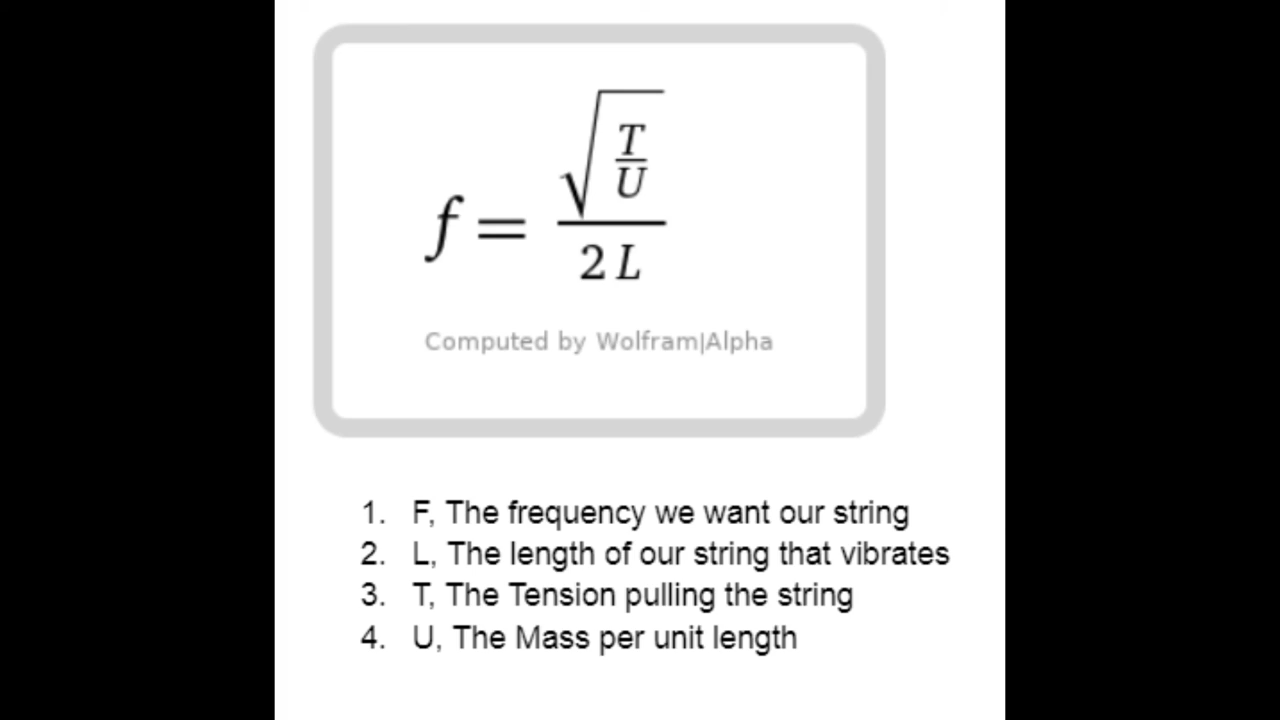 f = √(T/U) / 2 L
Computed by Wolfram|Alpha
1. F, The frequency we want our string
2. L, The length of our string that vibrates
3. T, The Tension pulling the string
4. U, The Mass per unit length